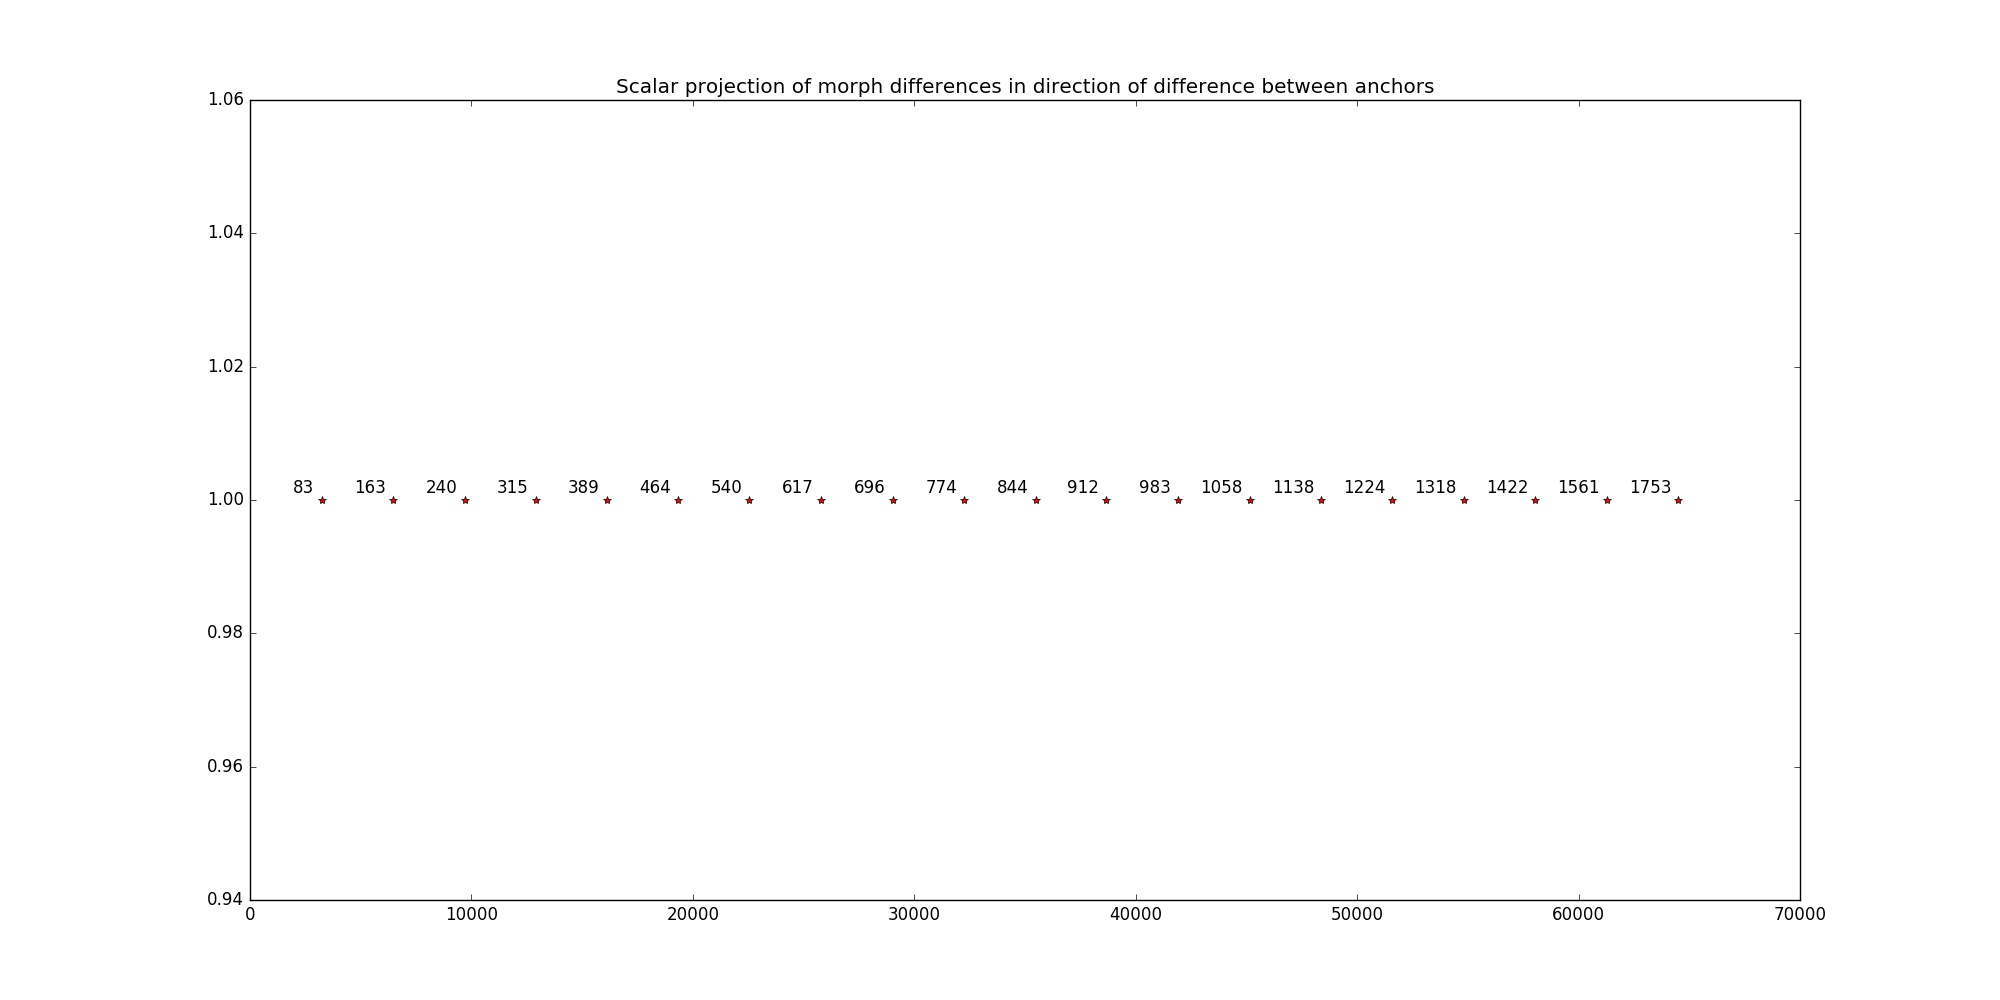 Scalar projection of morph differences in direction of difference between anchors
1.06
1.04
1.02
83 163 240 315 389 464 540 617 696 774 844 912 983 1058 1138 1224 1318 1422 1561 1753
1.00
0.98
0.96
0.94
0 10000 20000 30000 40000 50000 60000 70000